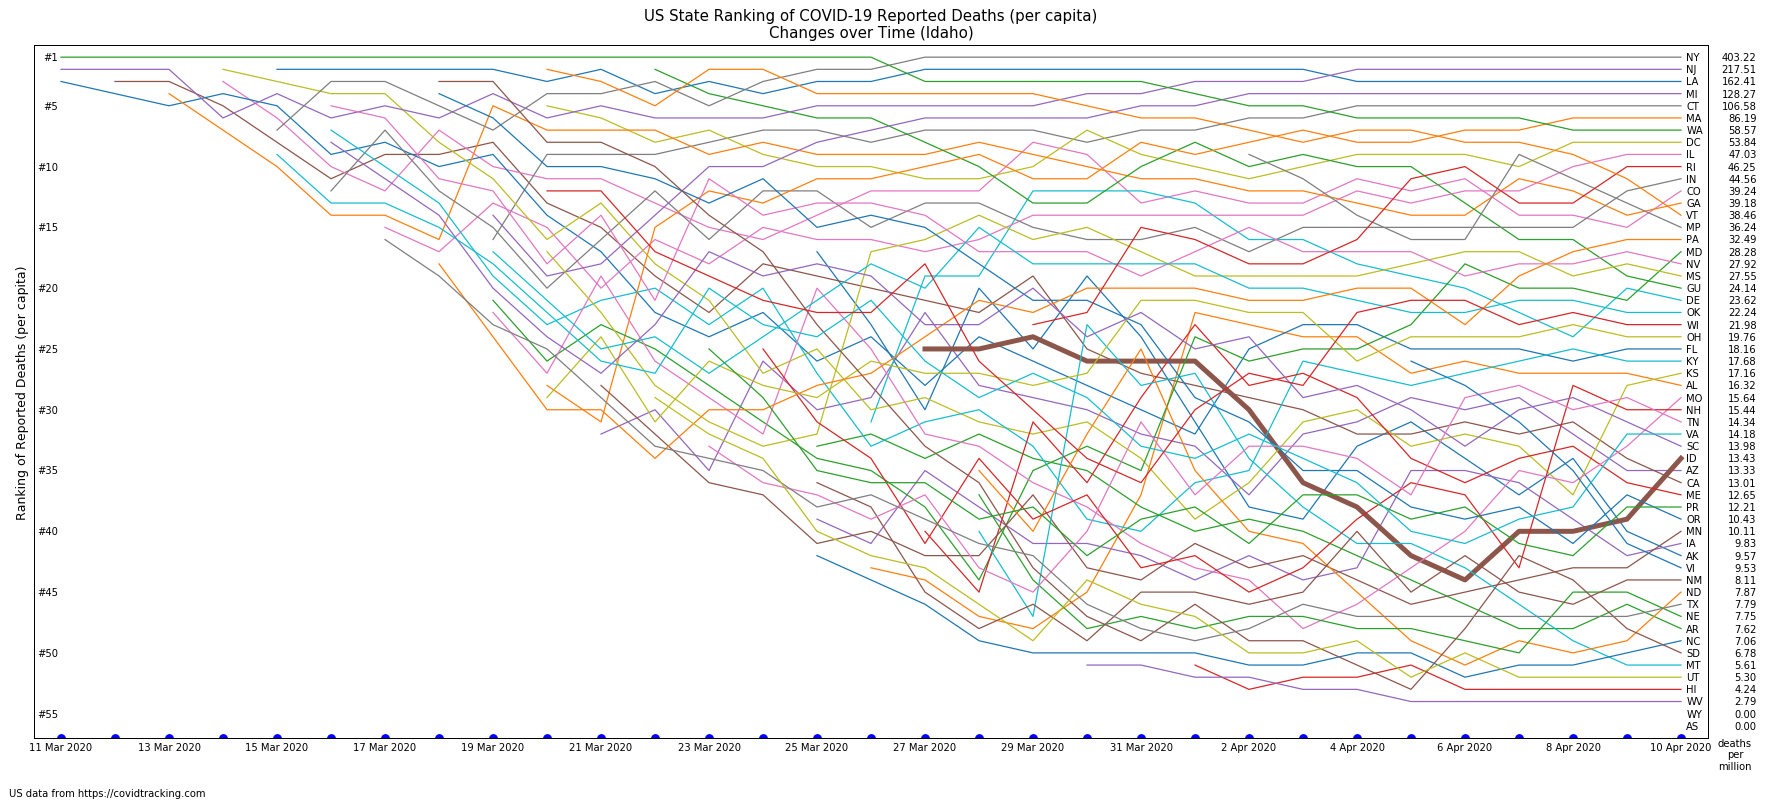 US State Ranking of COVID-19 Reported Deaths (per capita)
Changes over Time (Idaho)
Ranking of Reported Deaths (per capita)
#1
#5
#10
#15
#20
#25
#30
#35
#40
#45
#50
#55
NY 403.22
NJ 217.51
LA 162.41
MI 128.27
CT 106.58
MA 86.19
WA 58.57
DC 53.84
IL 47.03
RI 46.25
IN 44.56
CO 39.24
GA 39.18
VT 38.46
MP 36.24
PA 32.49
MD 28.28
NV 27.92
MS 27.55
GU 24.14
DE 23.62
OK 22.24
WI 21.98
OH 19.76
FL 18.16
KY 17.68
KS 17.16
AL 16.32
MO 15.64
NH 15.44
TN 14.34
VA 14.18
SC 13.98
ID 13.43
AZ 13.33
CA 13.01
ME 12.65
PR 12.21
OR 10.43
MN 10.11
IA 9.83
AK 9.57
VI 9.53
NM 8.11
ND 7.87
TX 7.79
NE 7.75
AR 7.62
NC 7.06
SD 6.78
MT 5.61
UT 5.30
HI 4.24
WV 2.79
WY 0.00
AS 0.00
11 Mar 2020 13 Mar 2020 15 Mar 2020 17 Mar 2020 19 Mar 2020 21 Mar 2020 23 Mar 2020 25 Mar 2020 27 Mar 2020 29 Mar 2020 31 Mar 2020 2 Apr 2020 4 Apr 2020 6 Apr 2020 8 Apr 2020 10 Apr 2020
deaths
per
million
US data from https://covidtracking.com